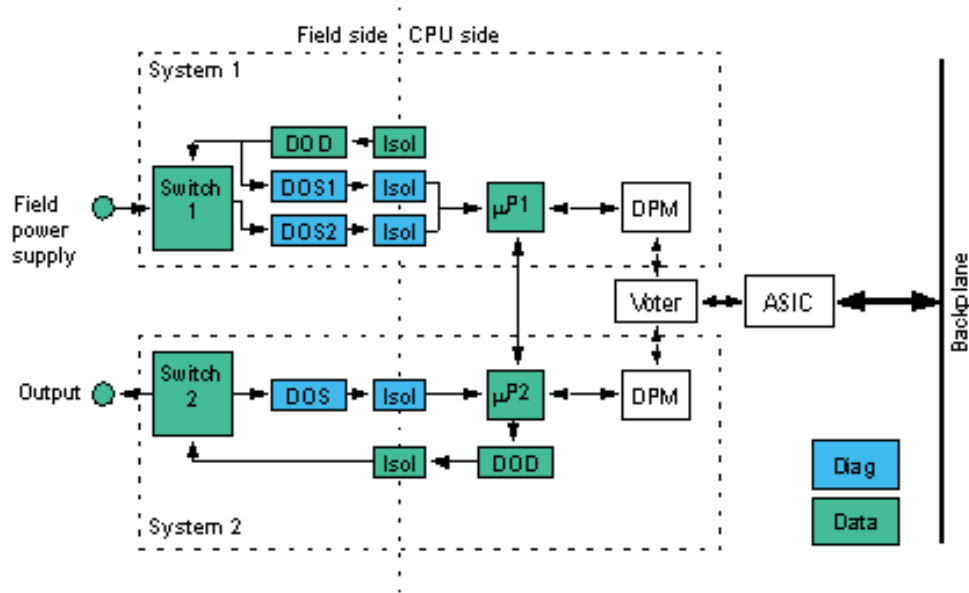 Field side
CPU side
System 1
DOD
Isol
Switch
1
DOS1
Isol
DOS2
Isol
μP1
DPM
Field
power
supply
Voter
ASIC
Backplane
Output
Switch
2
DOS
Isol
μP2
DPM
Isol
DOD
Diag
Data
System 2